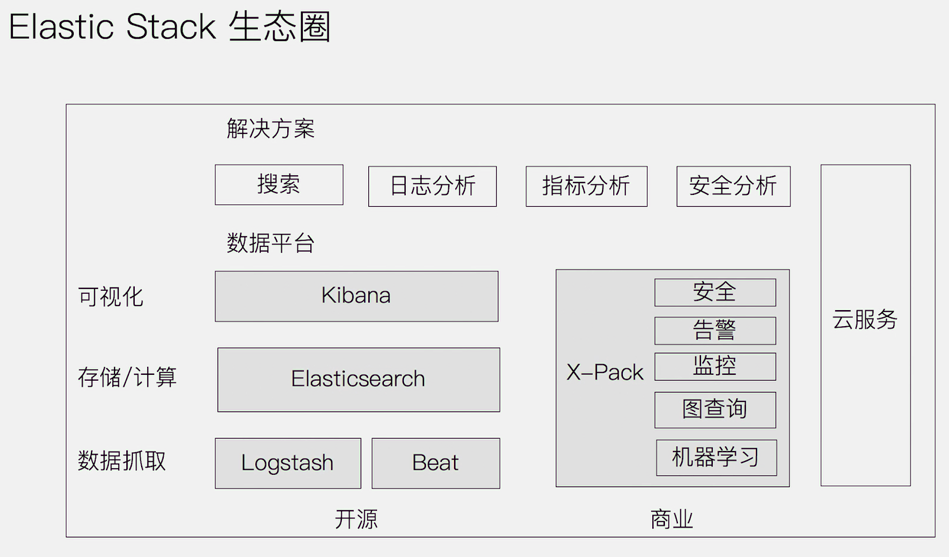 Elastic Stack 生态圈
解决方案
搜索
日志分析
指标分析
安全分析
数据平台
可视化
Kibana
存储/计算
Elasticsearch
数据抓取
Logstash
Beat
X-Pack
安全
告警
监控
图查询
机器学习
云服务
开源
商业